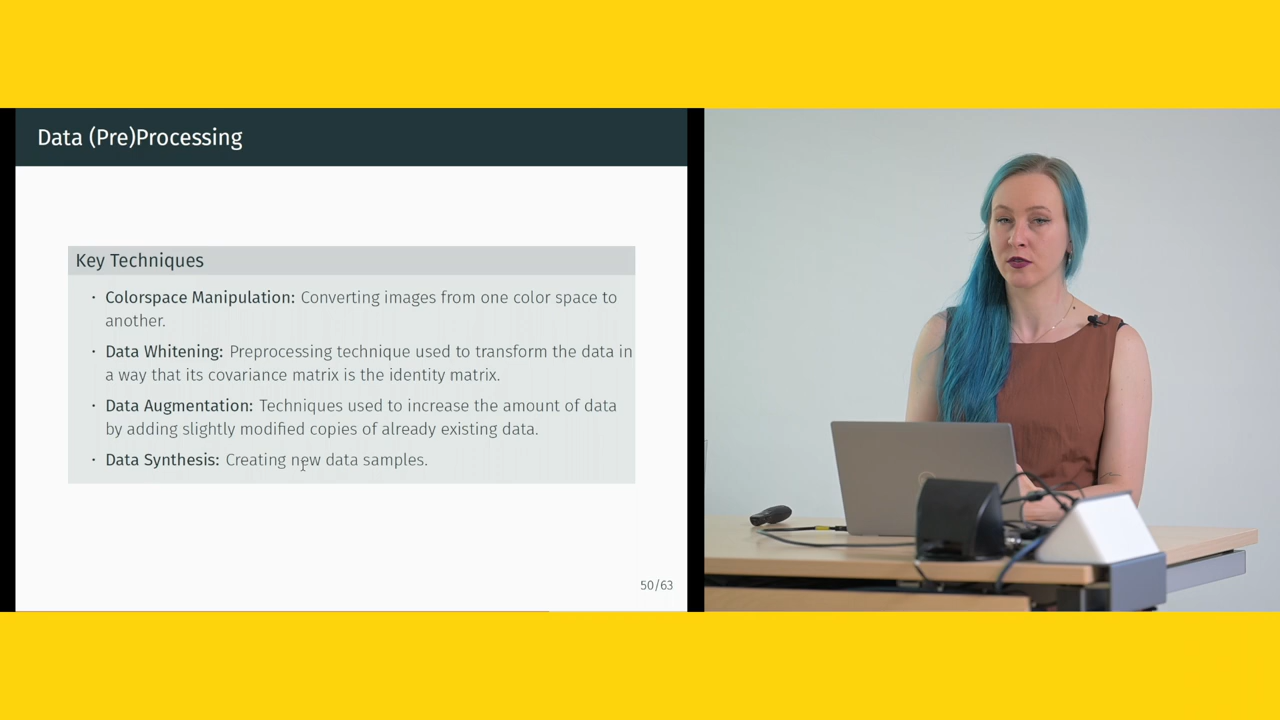 Data (Pre)Processing
Key Techniques
· Colorspace Manipulation: Converting images from one color space to
another.
· Data Whitening: Preprocessing technique used to transform the data in
a way that its covariance matrix is the identity matrix.
· Data Augmentation: Techniques used to increase the amount of data
by adding slightly modified copies of already existing data.
· Data Synthesis: Creating new data samples.
50/63